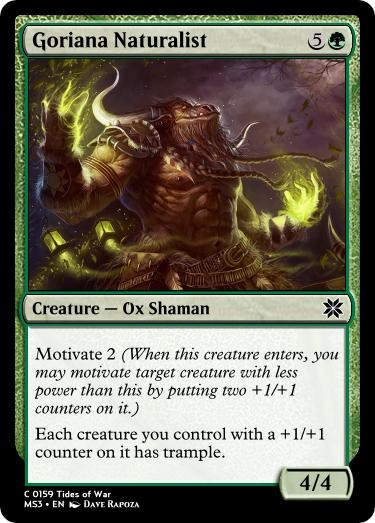 Goriana Naturalist 5
Creature — Ox Shaman
Motivate 2 (When this creature enters, you
may motivate target creature with less
power than this by putting two +1/+1
counters on it.)
Each creature you control with a +1/+1
counter on it has trample.
4/4
C 0159 Tides of War
MS3 • EN Dave Rapoza